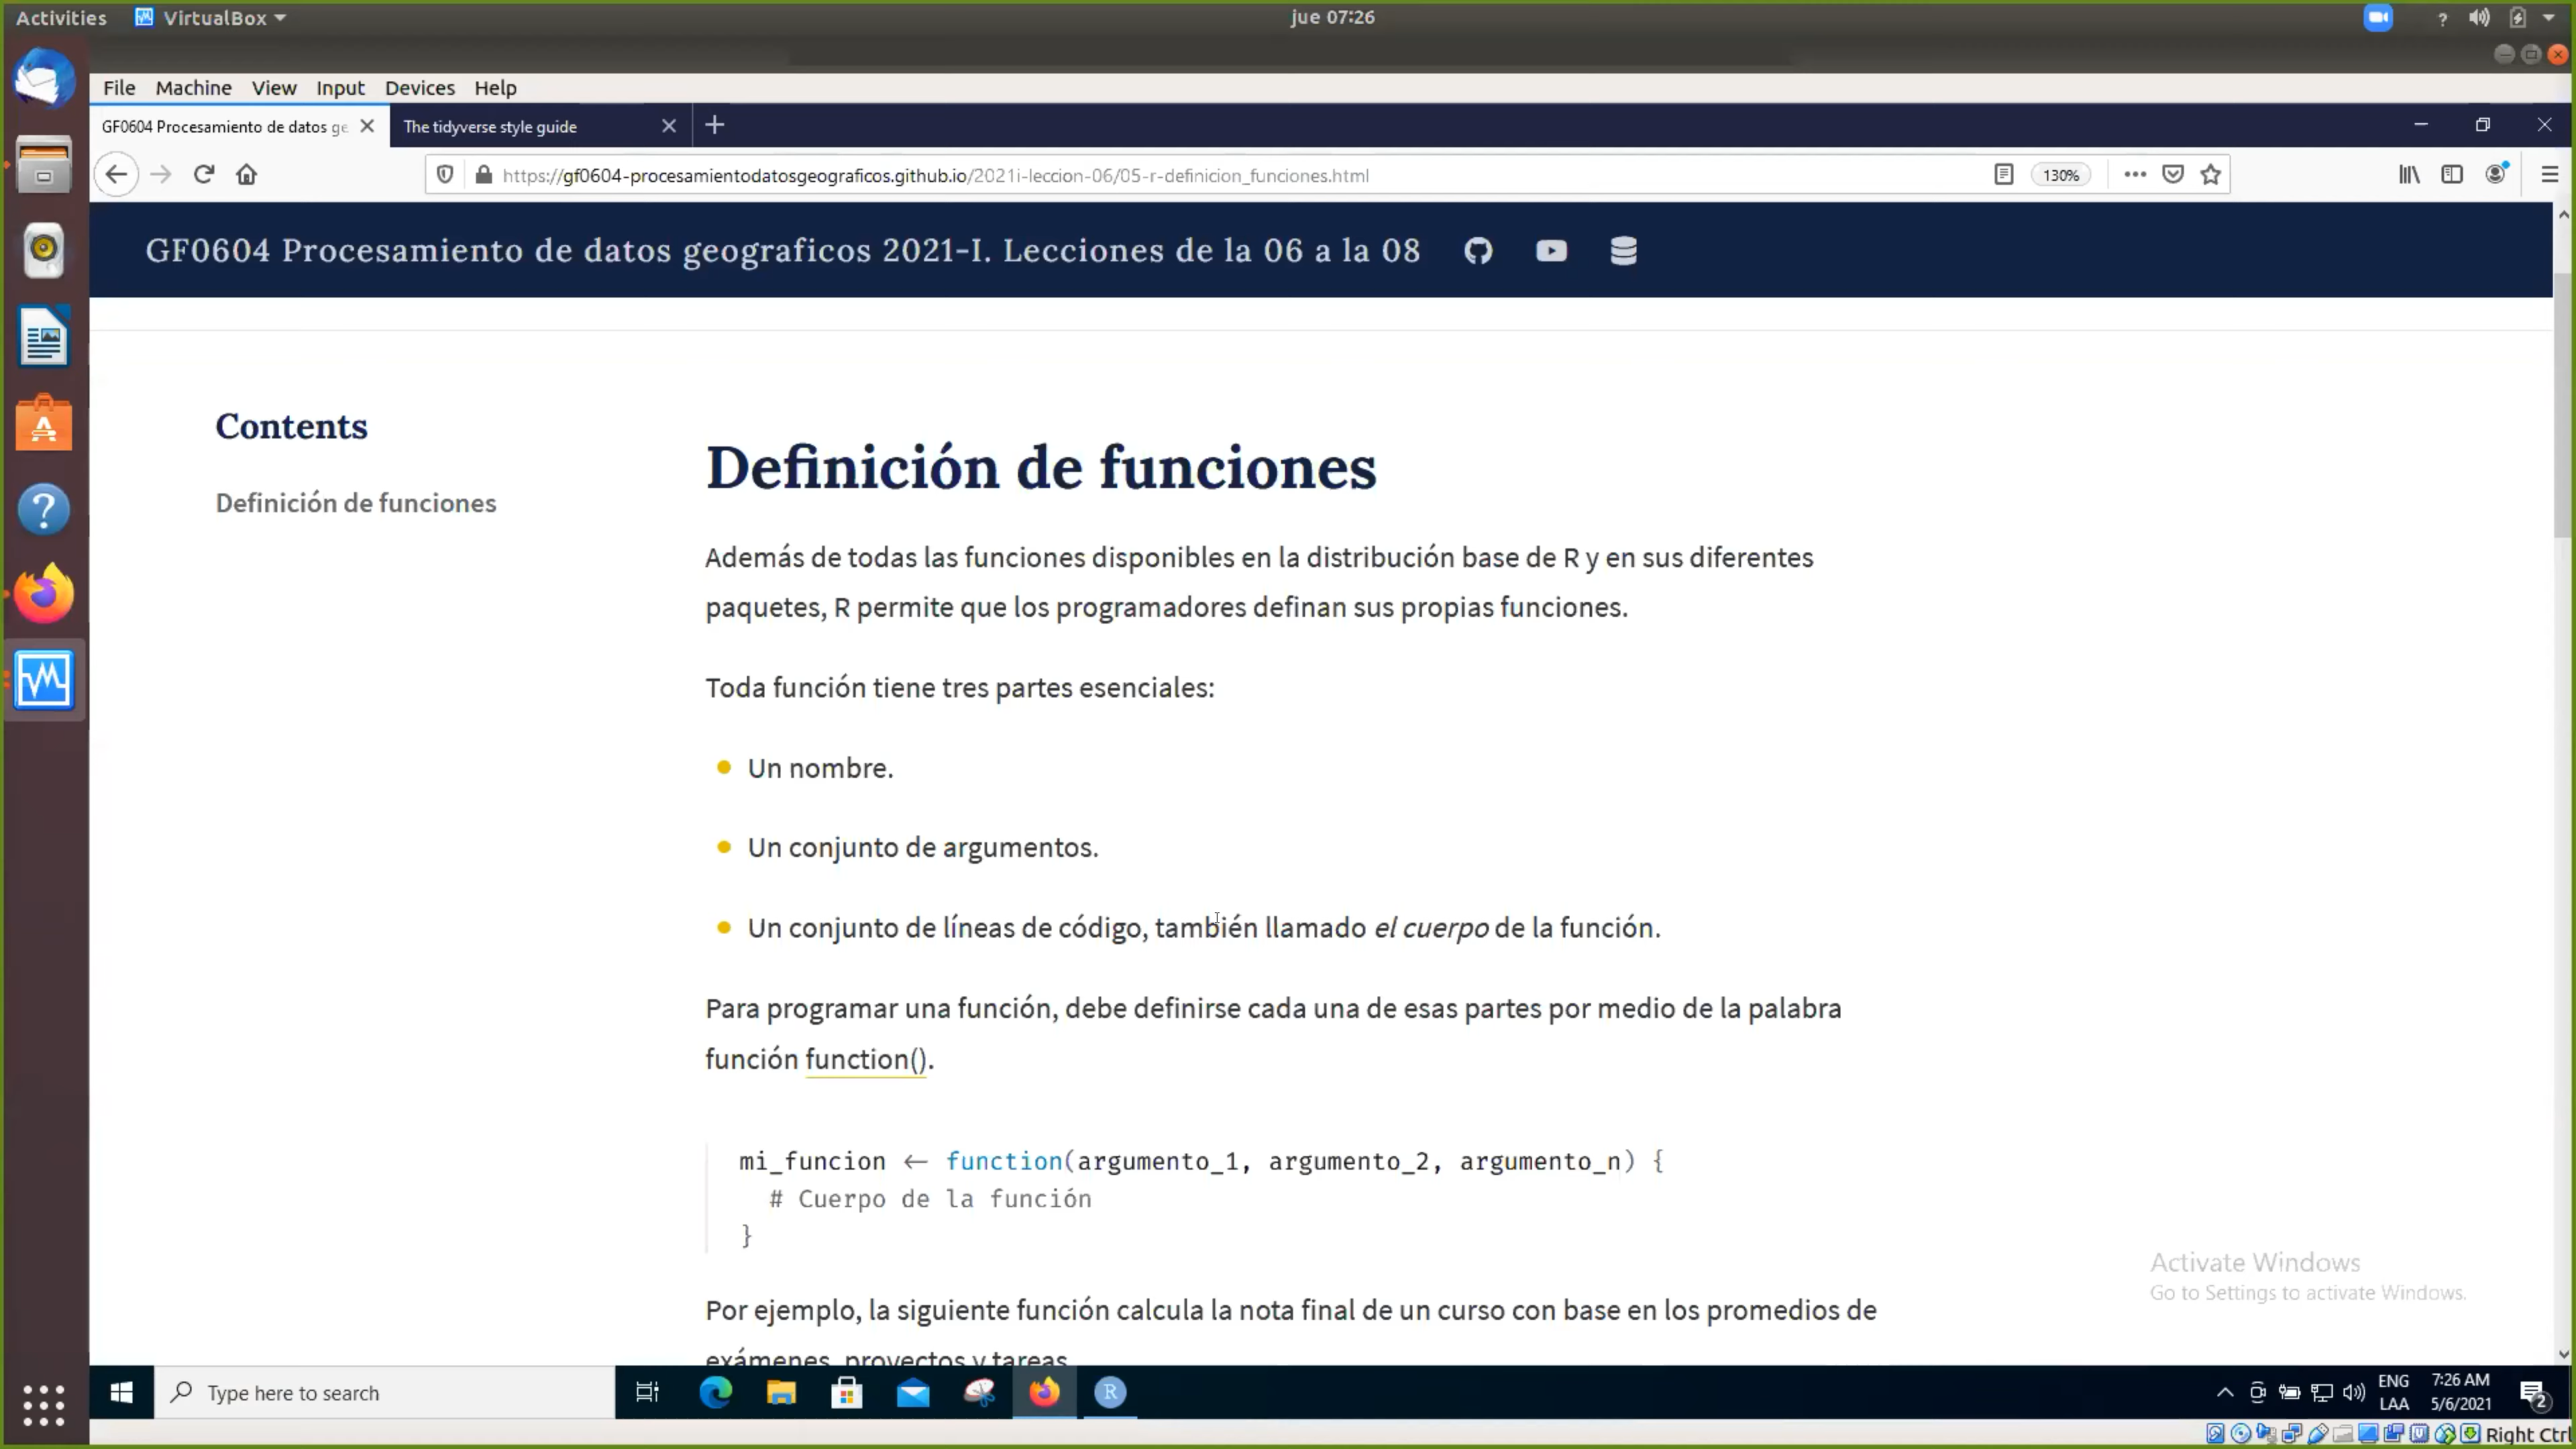 Activities VirtualBox jue 07:26 ?
File Machine View Input Devices Help
GF0604 Procesamiento de datos ge The tidyverse style guide
https://gf0604-procesamientodatosgeograficos.github.io/2021i-leccion-06/05-r-definicion_funciones.html 130%
GF0604 Procesamiento de datos geograficos 2021-I. Lecciones de la 06 a la 08
Contents
Definición de funciones
Definición de funciones
Además de todas las funciones disponibles en la distribución base de R y en sus diferentes
paquetes, R permite que los programadores definan sus propias funciones.
Toda función tiene tres partes esenciales:
Un nombre.
Un conjunto de argumentos.
Un conjunto de líneas de código, también llamado el cuerpo de la función.
Para programar una función, debe definirse cada una de esas partes por medio de la palabra
función function().
mi_funcion <- function(argumento_1, argumento_2, argumento_n) {
# Cuerpo de la función
}
Por ejemplo, la siguiente función calcula la nota final de un curso con base en los promedios de
exámenes, proyectos y tareas
Activate Windows
Go to Settings to activate Windows.
Type here to search
R
ENG
LAA
7:26 AM
5/6/2021
2
Right Ctrl